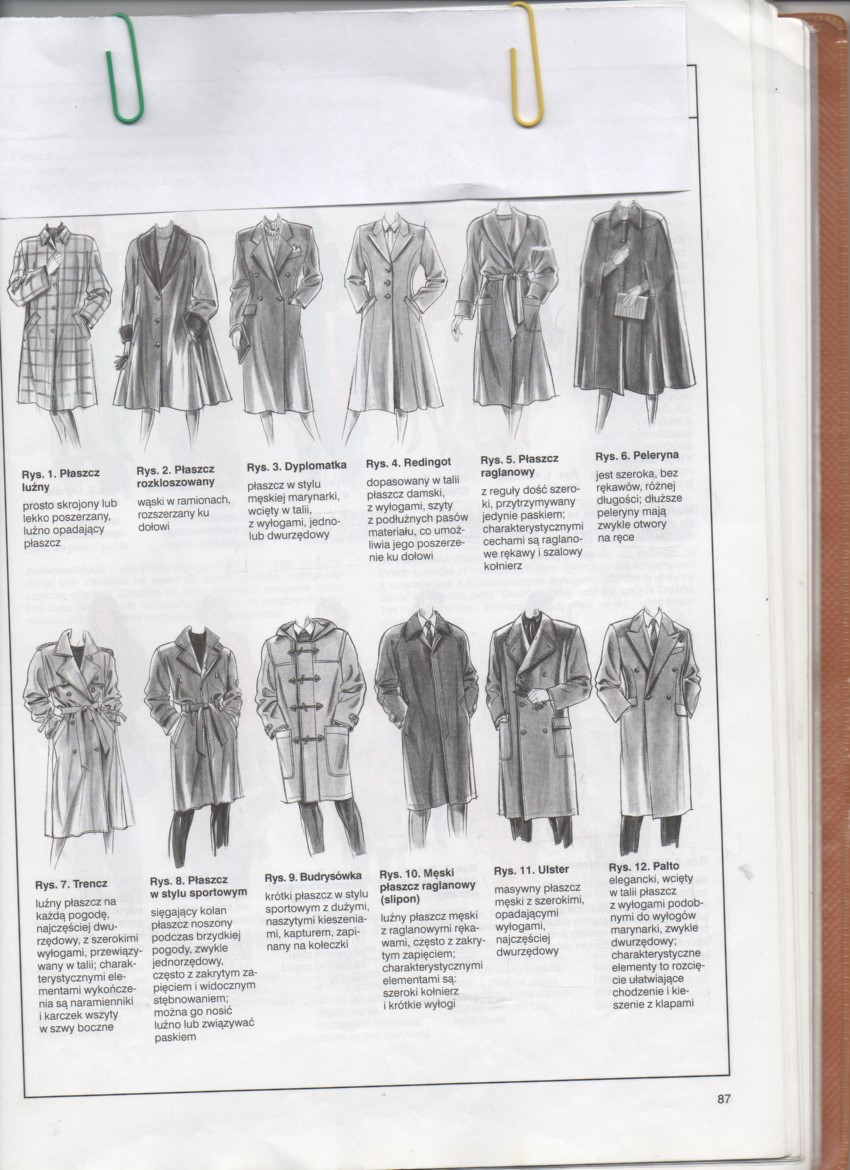 Rys. 1. Płaszcz
luźny
prosto skrojony lub
lekko poszerzany,
luźno opadający
płaszcz
Rys. 2. Płaszcz
rozkloszowany
wąski w ramionach,
rozszerzany ku
dołowi
Rys. 3. Dyplomatka
płaszcz w stylu
męskiej marynarki,
wcięty w talii,
z wyłogami, jedno-
lub dwurzędowy
Rys. 4. Redingot
dopasowany w talii
płaszcz damski,
z wyłogami, szyty
z podłużnych pasów
materiału, co umoż-
liwia jego poszerze-
nie ku dołowi
Rys. 5. Płaszcz
raglanowy
z reguły dość szero-
ki, przytrzymywany
jedynie paskiem;
charakterystycznymi
cechami są raglano-
we rękawy i szalowy
kołnierz
Rys. 6. Peleryna
jest szeroka, bez
rękawów, różnej
długości; dłuższe
peleryny mają
zwykle otwory
na ręce
Rys. 7. Trencz
luźny płaszcz na
każdą pogodę,
najczęściej dwu-
rzędowy, z szerokimi
wyłogami, przewiązy-
wany w talii; charak-
terystycznymi ele-
mentami wykończe-
nia są naramienniki
i karczek wszyty
w szwy boczne
Rys. 8. Płaszcz
w stylu sportowym
sięgający kolan
płaszcz noszony
podczas brzydkiej
pogody, zwykle
jednorzędowy,
często z zakrytym za-
pięciem i widocznym
stębnowaniem;
można go nosić
luźno lub związywać
paskiem
Rys. 9. Budrysówka
krótki płaszcz w stylu
sportowym z dużymi,
naszytymi kieszenia-
mi, kapturem, zapi-
nany na kołeczki
Rys. 10. Męski
płaszcz raglanowy
(slipon)
luźny płaszcz męski
z raglanowymi ręka-
wami, często z zakry-
tym zapięciem;
charakterystycznymi
elementami są:
szeroki kołnierz
i krótkie wyłogi
Rys. 11. Ulster
masywny płaszcz
męski z szerokimi,
opadającymi
wyłogami,
najczęściej
dwurzędowy
Rys. 12. Palto
elegancki, wcięty
w talii płaszcz
z wyłogami podob-
nymi do wyłogów
marynarki, zwykle
dwurzędowy;
charakterystyczne
elementy to rozcię-
cie ułatwiające
chodzenie i kie-
szenie z klapami
87